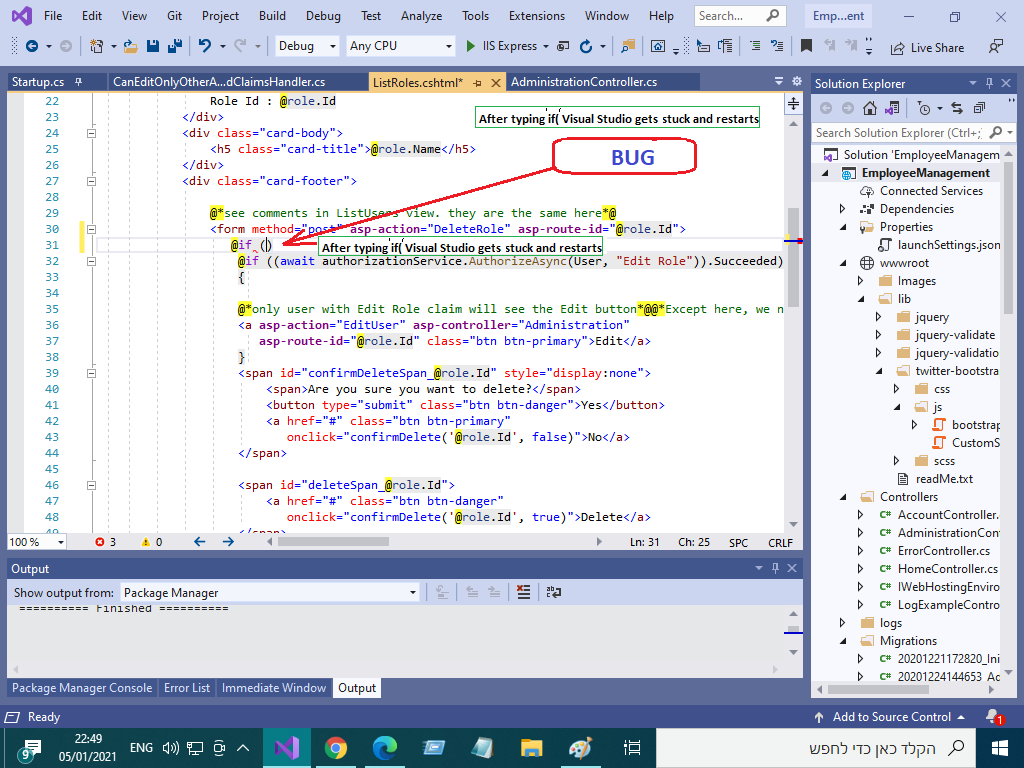 File Edit View Git Project Build Debug Test Analyze Tools Extensions Window Help Search... Emp...ent
Debug Any CPU IIS Express Live Share
Startup.cs CanEditOnlyOtherA...dClaimsHandler.cs ListRoles.cshtml* AdministrationController.cs
22 Role Id : @role.Id
23 </div>
24 <div class="card-body">
25 <h5 class="card-title">@role.Name</h5>
26 </div>
27 <div class="card-footer">
28
29 @*see comments in ListUsers view. they are the same here*@
30 <form method="post" asp-action="DeleteRole" asp-route-id="@role.Id">
31 @if ()
32 @if ((await authorizationService.AuthorizeAsync(User, "Edit Role")).Succeeded)
33 {
34
35 @*only user with Edit Role claim will see the Edit button*@@*Except here, we n
36 <a asp-action="EditUser" asp-controller="Administration"
37 asp-route-id="@role.Id" class="btn btn-primary">Edit</a>
38 }
39 <span id="confirmDeleteSpan_@role.Id" style="display:none">
40 <span>Are you sure you want to delete?</span>
41 <button type="submit" class="btn btn-danger">Yes</button>
42 <a href="#" class="btn btn-primary"
43 onclick="confirmDelete('@role.Id', false)">No</a>
44 </span>
45
46 <span id="deleteSpan_@role.Id">
47 <a href="#" class="btn btn-danger"
48 onclick="confirmDelete('@role.Id', true)">Delete</a>
49 </span>
After typing if( Visual Studio gets stuck and restarts
BUG
After typing if( Visual Studio gets stuck and restarts
100 % 3 0 Ln: 31 Ch: 25 SPC CRLF
Output
Show output from: Package Manager
========== Finished ==========
Package Manager Console Error List Immediate Window Output
Solution Explorer
Search Solution Explorer (Ctrl+;)
Solution 'EmployeeManagem
EmployeeManagement
Connected Services
Dependencies
Properties
launchSettings.json
wwwroot
Images
lib
jquery
jquery-validate
jquery-validatio
twitter-bootstra
css
js
bootstrap
CustomS
scss
readMe.txt
Controllers
C# AccountController.
C# AdministrationCont
C# ErrorController.cs
C# HomeController.cs
C# IWebHostingEnviro
C# LogExampleContro
logs
Migrations
C# 20201221172820_Ini
C# 20201224144653_Ad
Ready Add to Source Control 1
9 22:49 ENG הקלד כאן כדי לחפש
05/01/2021